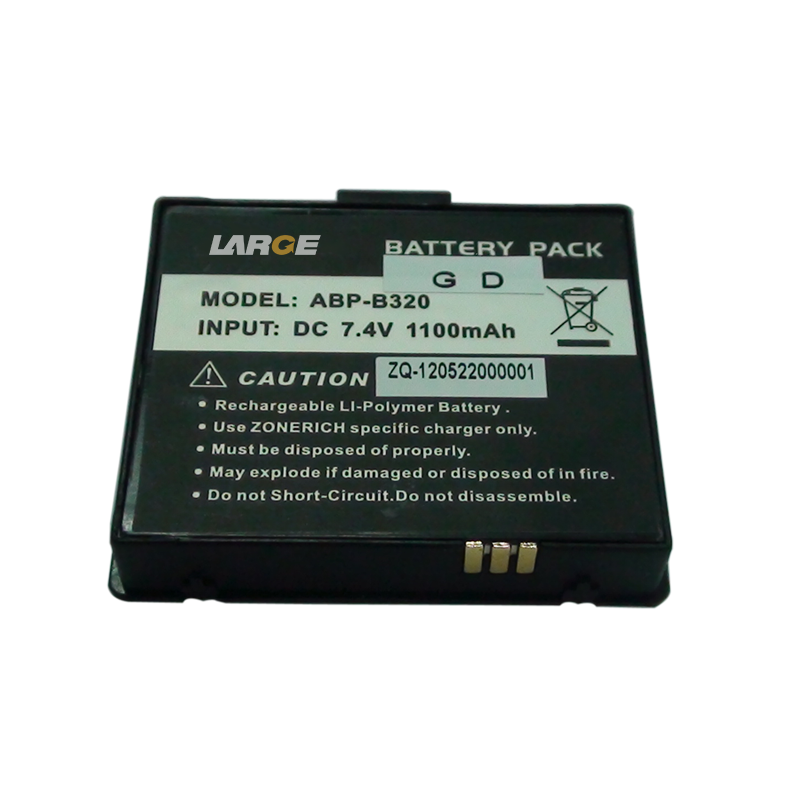 LARGE
BATTERY PACK
G D
MODEL: ABP-B320
INPUT: DC 7.4V 1100mAh
CAUTION
ZQ-120522000001
• Rechargeable LI-Polymer Battery .
• Use ZONERICH specific charger only.
• Must be disposed of properly.
• May explode if damaged or disposed of in fire.
• Do not Short-Circuit.Do not disassemble.